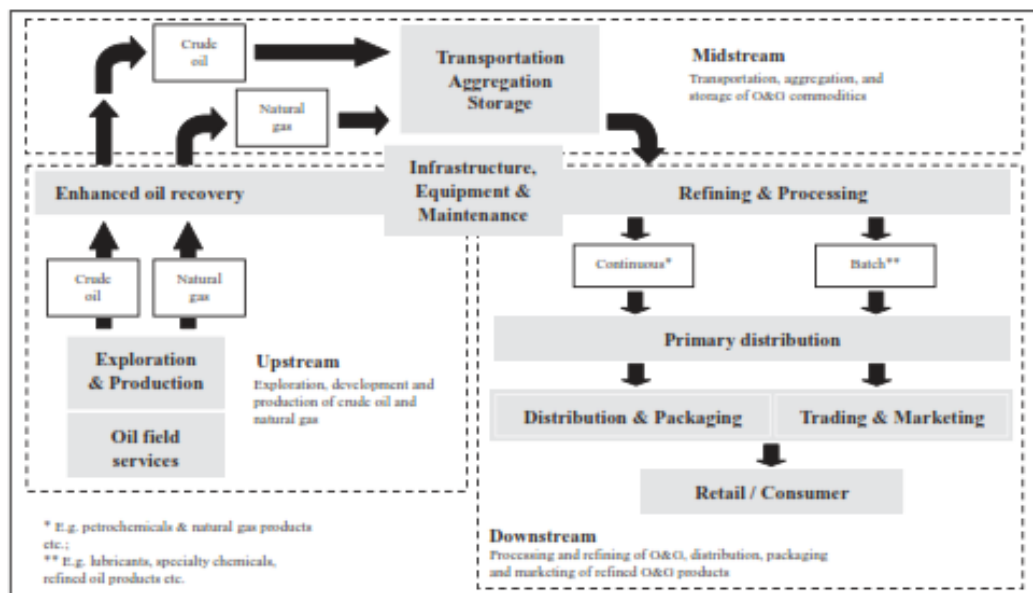 Crude
oil
Natural
gas
Transportation
Aggregation
Storage
Midstream
Transportation, aggregation, and
storage of O&G commodities
Enhanced oil recovery
Infrastructure,
Equipment &
Maintenance
Refining & Processing
Crude
oil
Natural
gas
Continuous*
Batch**
Exploration
& Production
Oil field
services
Upstream
Exploration, development and
production of crude oil and
natural gas
Primary distribution
Distribution & Packaging
Trading & Marketing
Retail / Consumer
* E.g. petrochemicals & natural gas products
etc.;
** E.g. lubricants, specialty chemicals,
refined oil products etc.
Downstream
Processing and refining of O&G, distribution, packaging
and marketing of refined O&G products